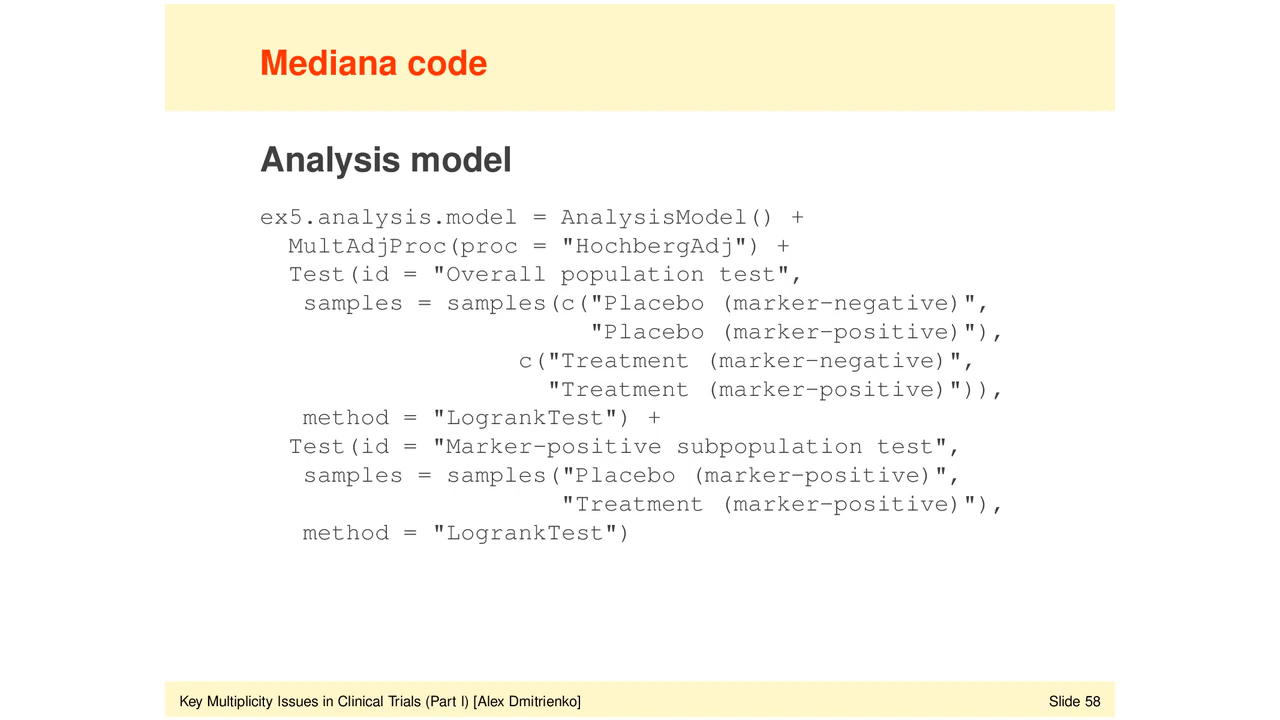 Mediana code
Analysis model
ex5.analysis.model = AnalysisModel() +
  MultAdjProc(proc = "HochbergAdj") +
  Test(id = "Overall population test",
   samples = samples(c("Placebo (marker-negative)",
                       "Placebo (marker-positive)"),
                  c("Treatment (marker-negative)",
                    "Treatment (marker-positive)")),
   method = "LogrankTest") +
  Test(id = "Marker-positive subpopulation test",
   samples = samples("Placebo (marker-positive)",
                     "Treatment (marker-positive)"),
   method = "LogrankTest")
Key Multiplicity Issues in Clinical Trials (Part I) [Alex Dmitrienko]
Slide 58